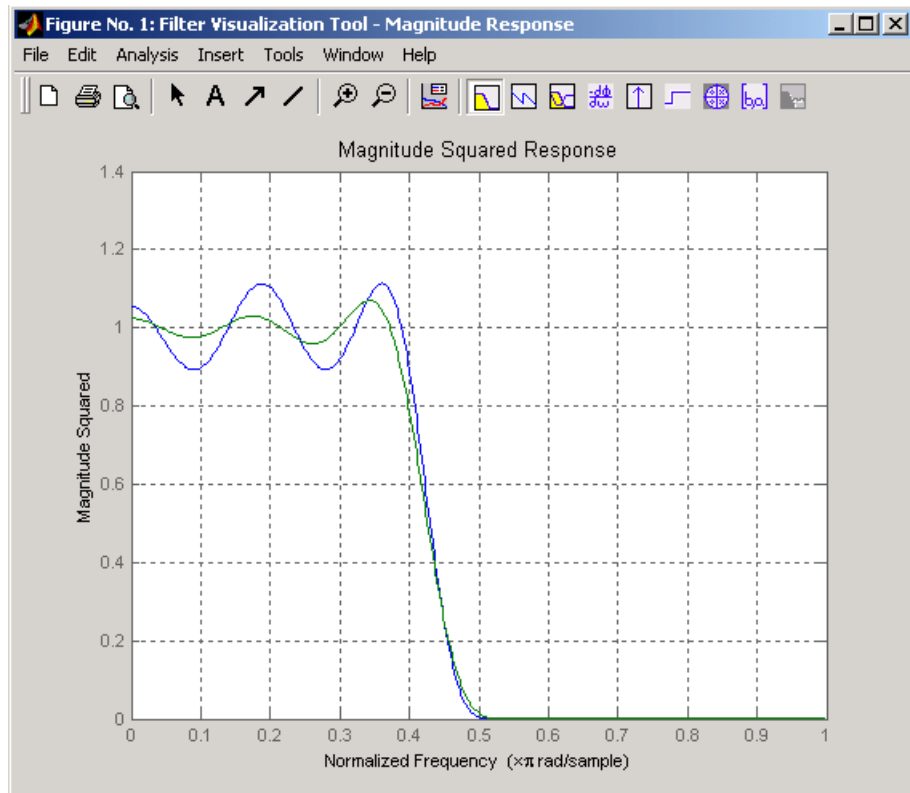 Figure No. 1: Filter Visualization Tool - Magnitude Response
File Edit Analysis Insert Tools Window Help
A
Magnitude Squared Response
1.4
1.2
1
0.8
0.6
0.4
0.2
0
Magnitude Squared
0 0.1 0.2 0.3 0.4 0.5 0.6 0.7 0.8 0.9 1
Normalized Frequency (×π rad/sample)